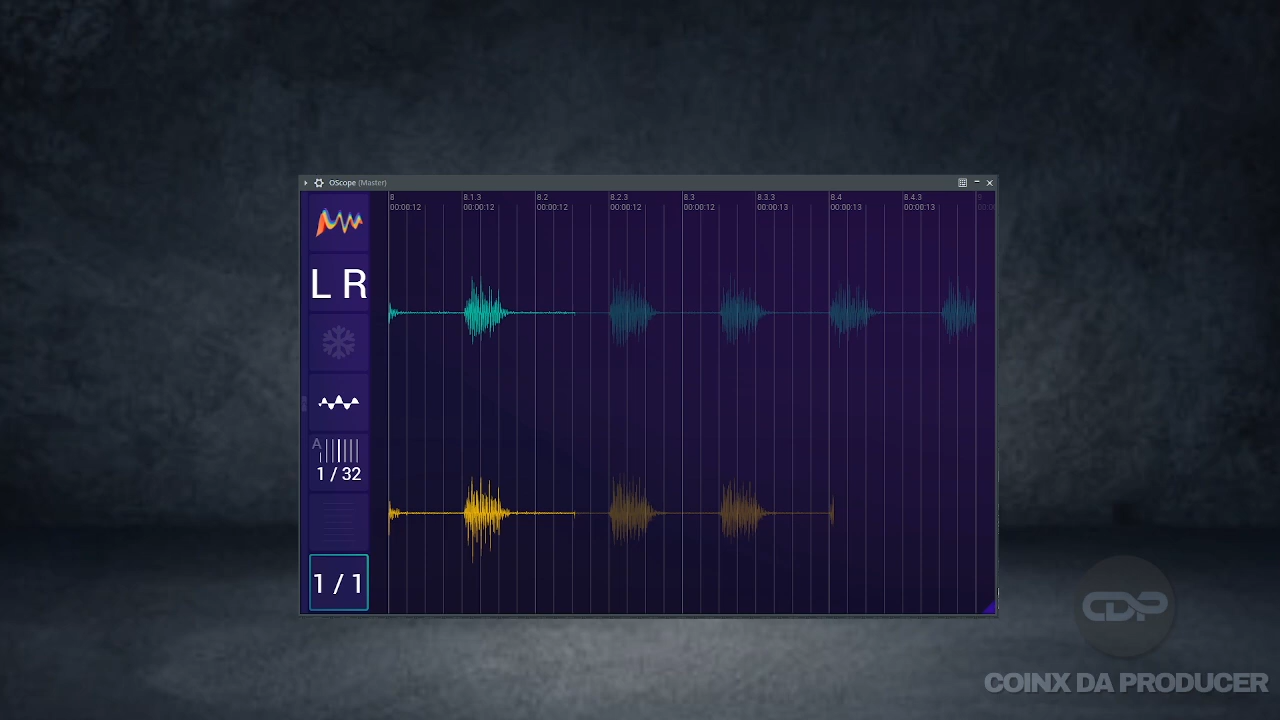 OScope (Master)
8 8.1.3 8.2 8.2.3 8.3 8.3.3 8.4 8.4.3
00:00:12 00:00:12 00:00:12 00:00:12 00:00:12 00:00:13 00:00:13 00:00:13
L R
A
1 / 32
1 / 1
CDP
COINX DA PRODUCER